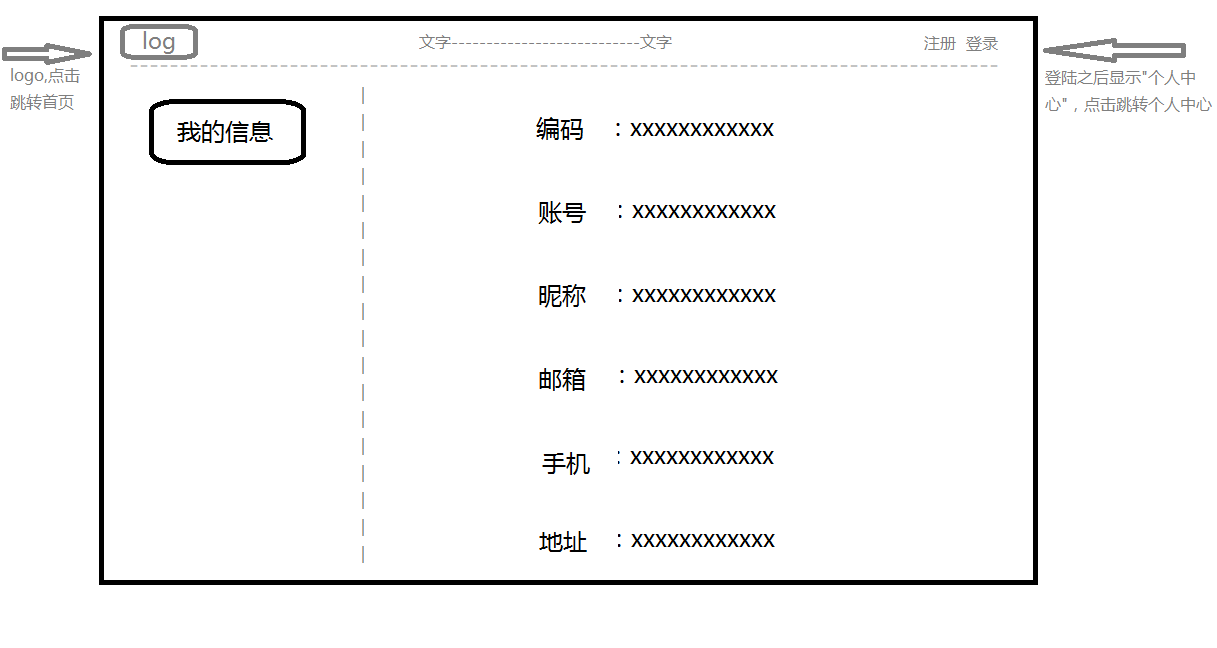 log
文字---------------------------文字
注册 登录
logo,点击
跳转首页
登陆之后显示"个人中
心"，点击跳转个人中心
我的信息
编码 : xxxxxxxxxxxx
账号 : xxxxxxxxxxxx
昵称 : xxxxxxxxxxxx
邮箱 : xxxxxxxxxxxx
手机 : xxxxxxxxxxxx
地址 : xxxxxxxxxxxx